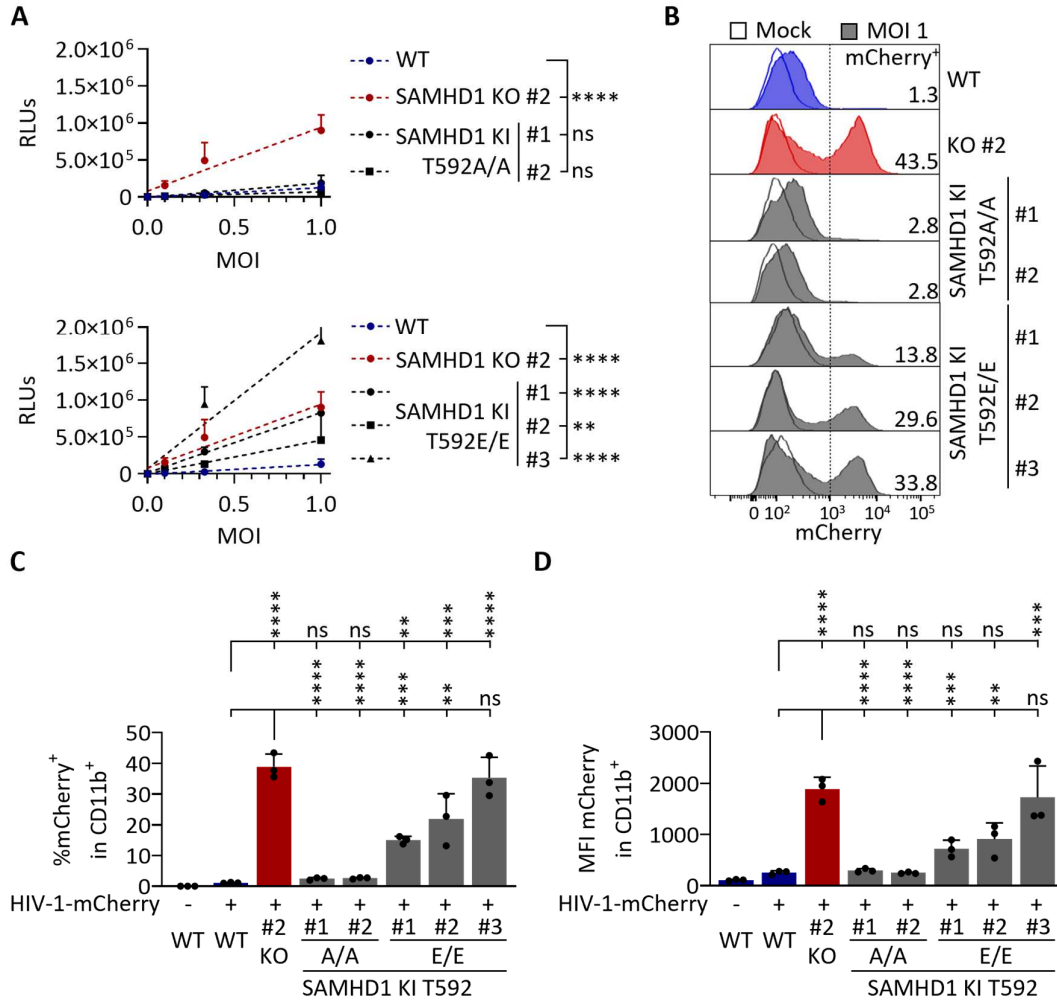 A
2.0×10⁶
1.5×10⁶
1.0×10⁶
5.0×10⁵
0
RLUs
0.0 0.5 1.0
MOI
WT
SAMHD1 KO #2 ****
SAMHD1 KI #1 ns
T592A/A #2 ns
2.0×10⁶
1.5×10⁶
1.0×10⁶
5.0×10⁵
0
RLUs
0.0 0.5 1.0
MOI
WT
SAMHD1 KO #2 ****
#1 ****
SAMHD1 KI #2 **
T592E/E
#3 ****
B
Mock MOI 1
mCherry⁺
1.3 WT
43.5 KO #2
2.8 #1
2.8 #2
SAMHD1 KI
T592A/A
13.8 #1
29.6 #2
33.8 #3
SAMHD1 KI
T592E/E
0 10² 10³ 10⁴ 10⁵
mCherry
C
**** ns ns ** *** ****
**** **** *** ** ns
50
40
30
20
10
0
%mCherry⁺
in CD11b⁺
HIV-1-mCherry - + + + + + + +
WT WT #2 #1 #2 #1 #2 #3
KO A/A E/E
SAMHD1 KI T592
D
**** ns ns ns ns ***
**** **** *** ** ns
3000
2000
1000
0
MFI mCherry
in CD11b⁺
HIV-1-mCherry - + + + + + + +
WT WT #2 #1 #2 #1 #2 #3
KO A/A E/E
SAMHD1 KI T592